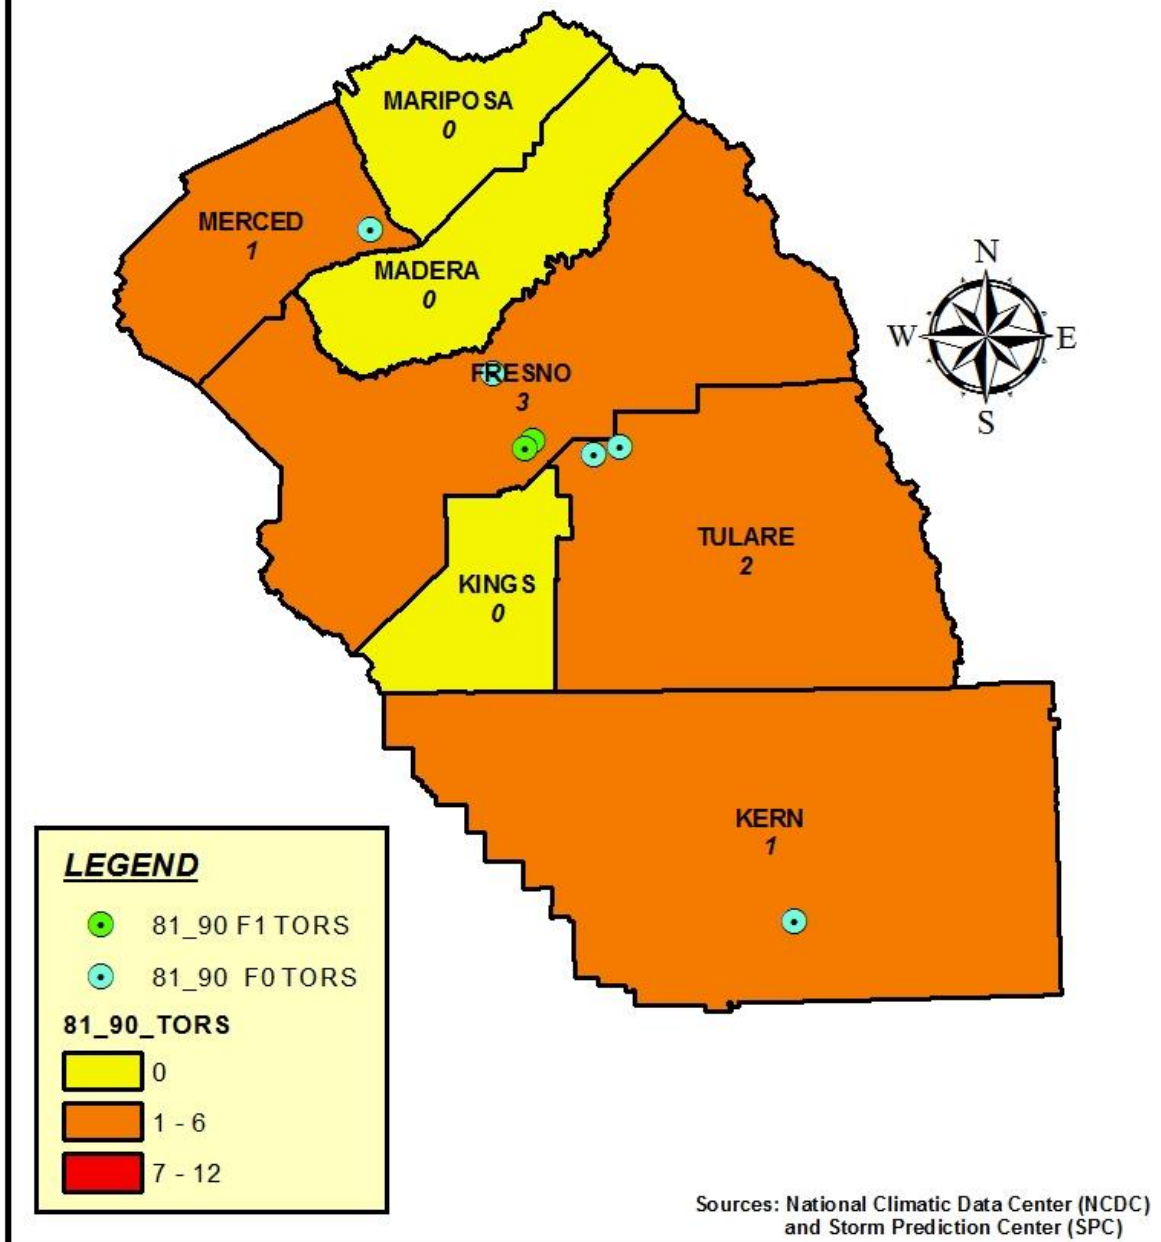 MARIPOSA
0
MERCED
1
MADERA
0
N
W
E
S
FRESNO
3
TULARE
2
KINGS
0
KERN
1
LEGEND
81_90 F1 TORS
81_90 F0 TORS
81_90_TORS
0
1 - 6
7 - 12
Sources: National Climatic Data Center (NCDC)
and Storm Prediction Center (SPC)